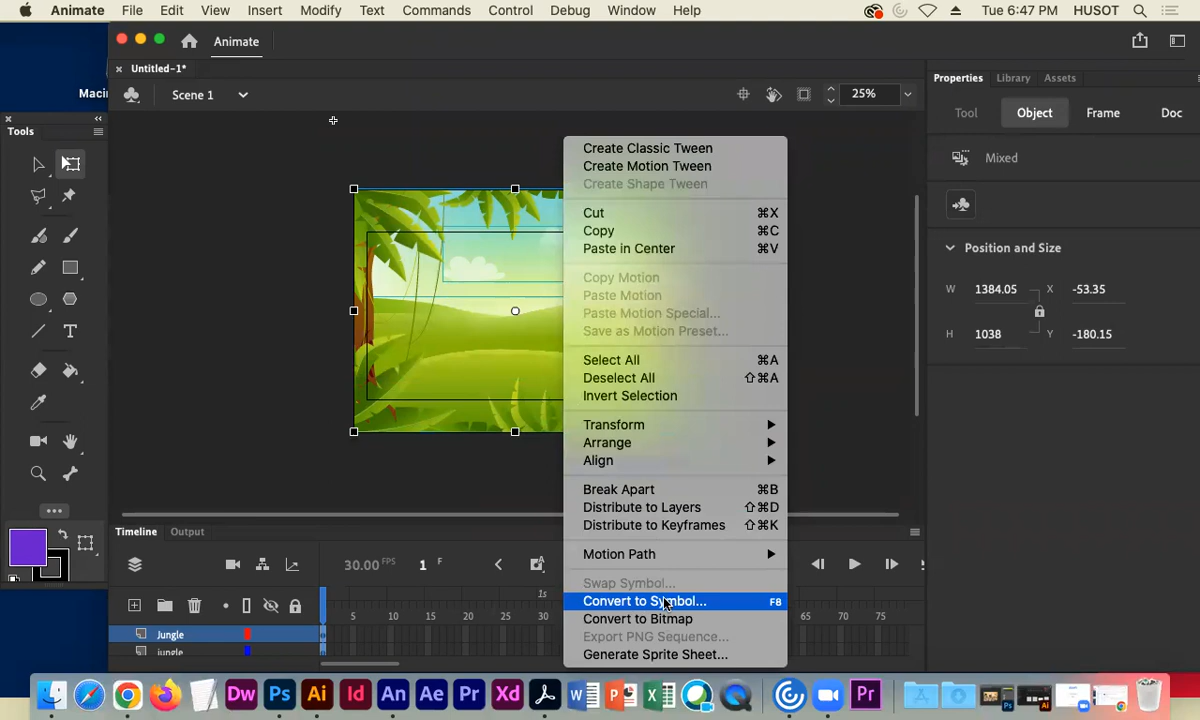 Animate File Edit View Insert Modify Text Commands Control Debug Window Help Tue 6:47 PM HUSOT
Animate
Untitled-1*
Macin
Scene 1 25%
Properties Library Assets
Tool Object Frame Doc
Tools
Mixed
Position and Size
W 1384.05 X -53.35
H 1038 Y -180.15
Create Classic Tween
Create Motion Tween
Create Shape Tween
Cut ⌘X
Copy ⌘C
Paste in Center ⌘V
Copy Motion
Paste Motion
Paste Motion Special...
Save as Motion Preset...
Select All ⌘A
Deselect All ⇧⌘A
Invert Selection
Transform
Arrange
Align
Break Apart ⌘B
Distribute to Layers ⇧⌘D
Distribute to Keyframes ⇧⌘K
Motion Path
Swap Symbol...
Convert to Symbol... F8
Convert to Bitmap
Export PNG Sequence...
Generate Sprite Sheet...
Timeline Output
30.00 FPS 1 F
1s
5 10 15 20 25 30 65 70 75
Jungle
jungle
Dw Ps Ai Id An Ae Pr Xd W P X Pr